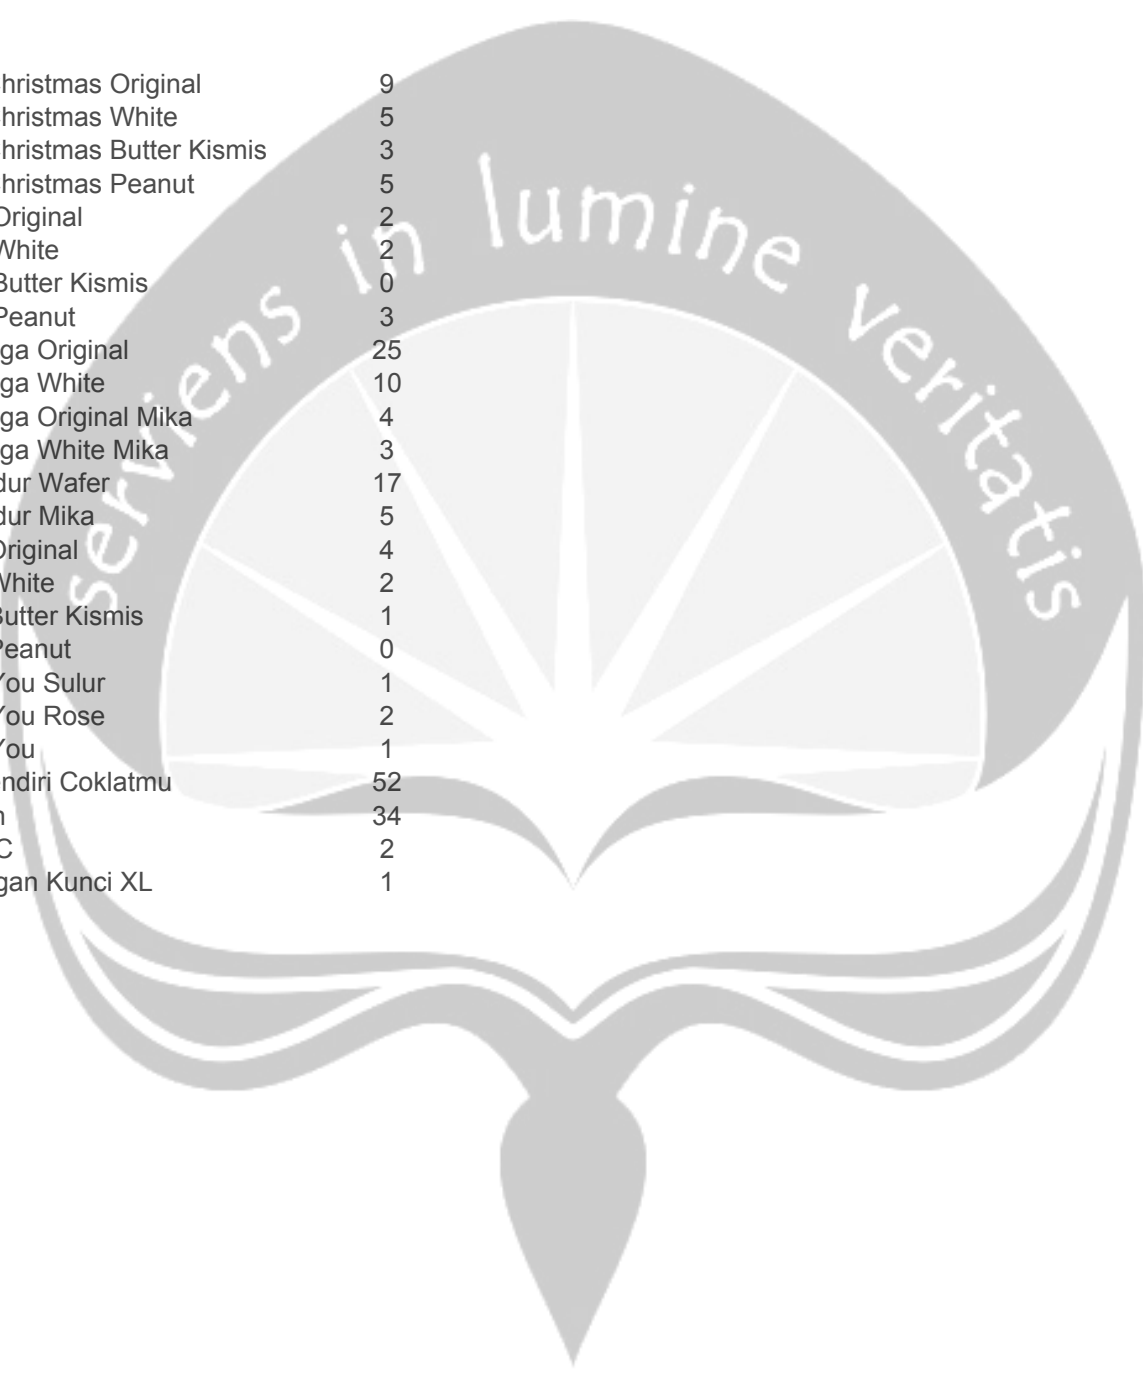 hristmas Original 9
hristmas White 5
hristmas Butter Kismis 3
hristmas Peanut 5
Original 2
White 2
Butter Kismis 0
Peanut 3
ga Original 25
ga White 10
ga Original Mika 4
ga White Mika 3
dur Wafer 17
dur Mika 5
Original 4
White 2
Butter Kismis 1
Peanut 0
You Sulur 1
You Rose 2
You 1
endiri Coklatmu 52
34
C 2
gan Kunci XL 1
serviens in lumine veritatis